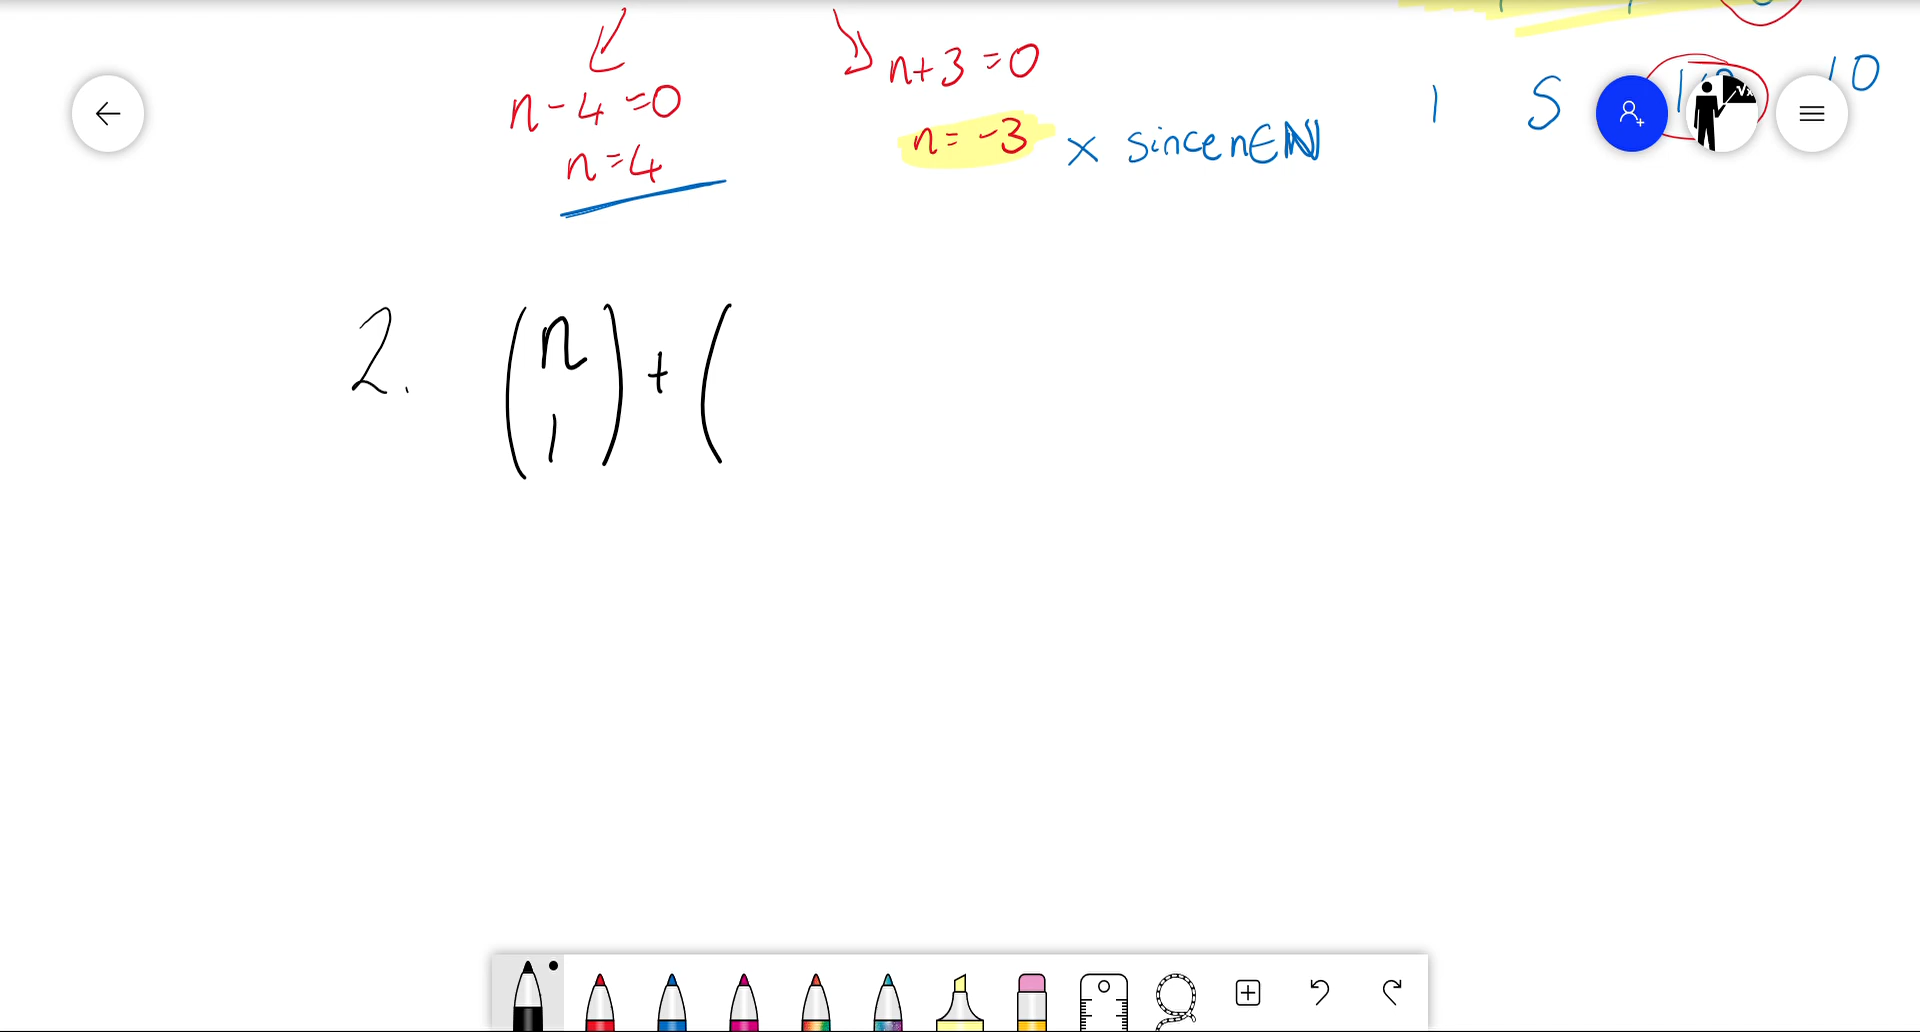 n-4=0
n=4
n+3=0
n=-3 × since n∈ℕ
1 5 10
2. (n 1) + (